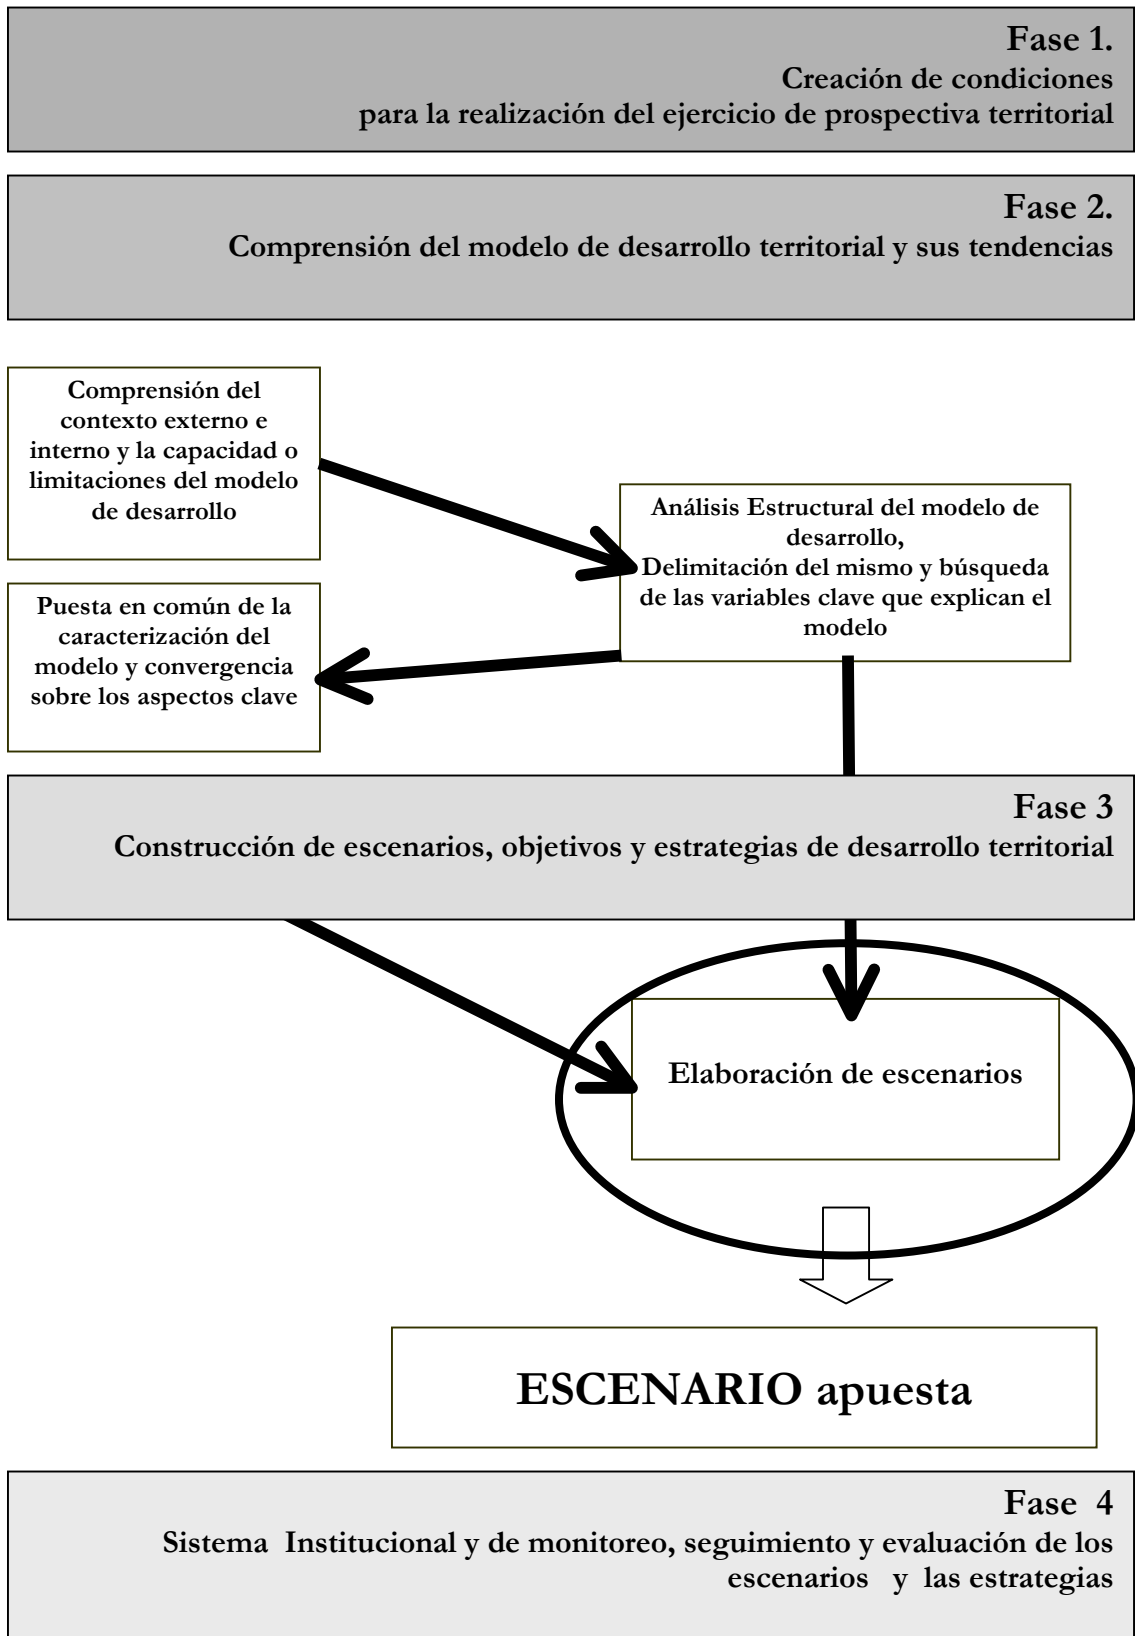 Fase 1.
Creación de condiciones
para la realización del ejercicio de prospectiva territorial
Fase 2.
Comprensión del modelo de desarrollo territorial y sus tendencias
Comprensión del
contexto externo e
interno y la capacidad o
limitaciones del modelo
de desarrollo
Análisis Estructural del modelo de
desarrollo,
Delimitación del mismo y búsqueda
de las variables clave que explican el
modelo
Puesta en común de la
caracterización del
modelo y convergencia
sobre los aspectos clave
Fase 3
Construcción de escenarios, objetivos y estrategias de desarrollo territorial
Elaboración de escenarios
ESCENARIO apuesta
Fase 4
Sistema Institucional y de monitoreo, seguimiento y evaluación de los
escenarios y las estrategias